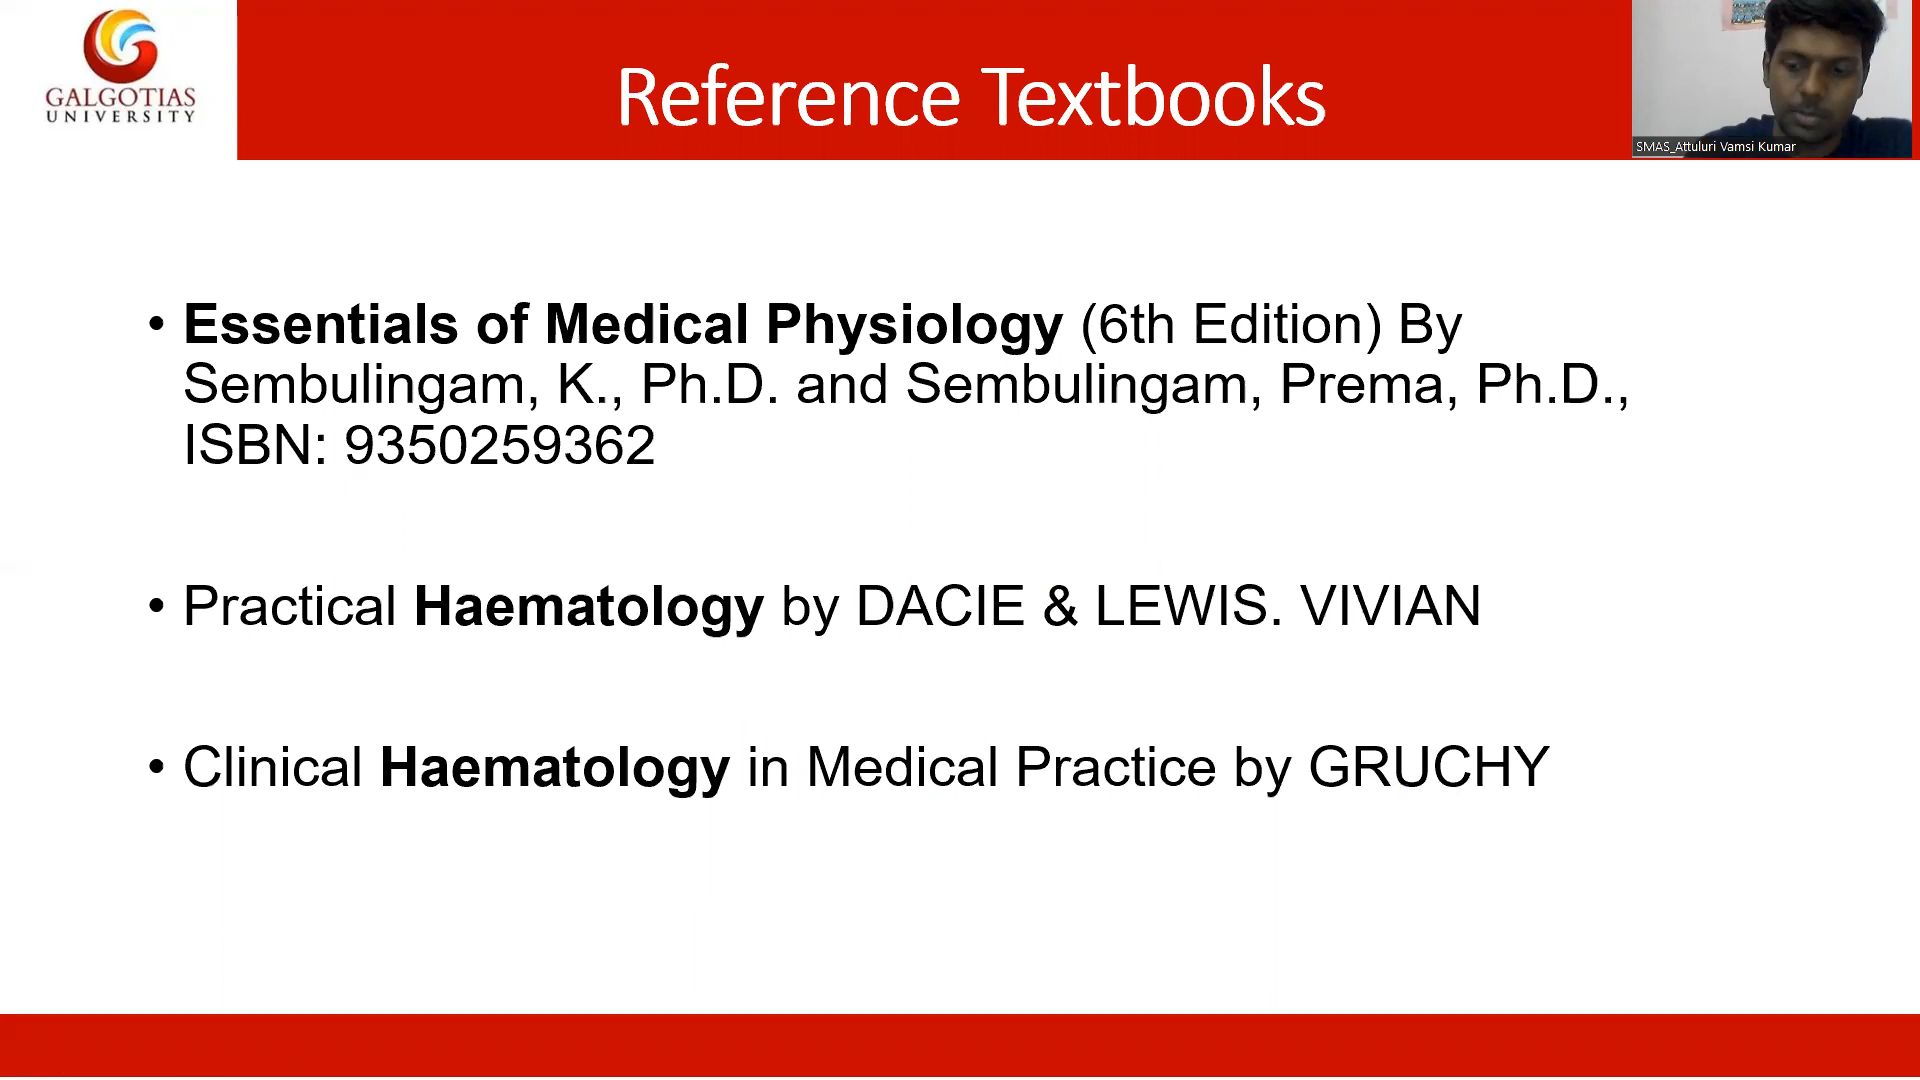 GALGOTIAS
UNIVERSITY
Reference Textbooks
SMAS_Attuluri Vamsi Kumar
• Essentials of Medical Physiology (6th Edition) By
Sembulingam, K., Ph.D. and Sembulingam, Prema, Ph.D.,
ISBN: 9350259362
• Practical Haematology by DACIE & LEWIS. VIVIAN
• Clinical Haematology in Medical Practice by GRUCHY